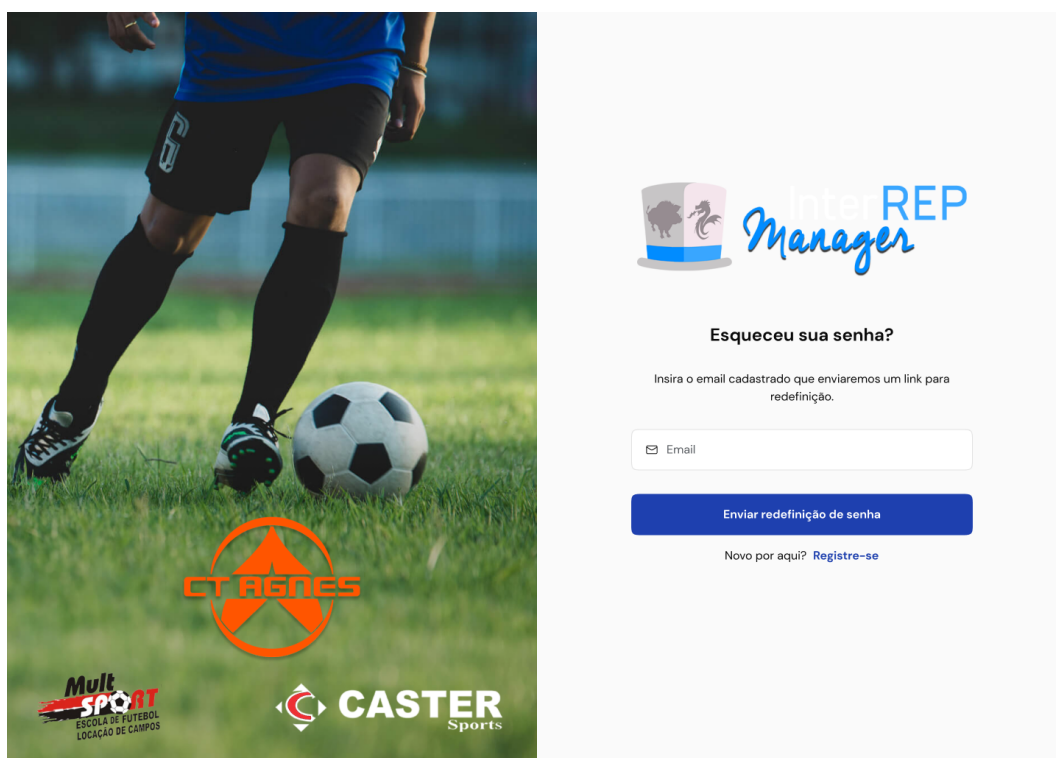 6
CT AGNES
Mult
SPORT
ESCOLA DE FUTEBOL
LOCAÇÃO DE CAMPOS
C CASTER
Sports
InterREP
Manager
Esqueceu sua senha?
Insira o email cadastrado que enviaremos um link para
redefinição.
Email
Enviar redefinição de senha
Novo por aqui? Registre-se